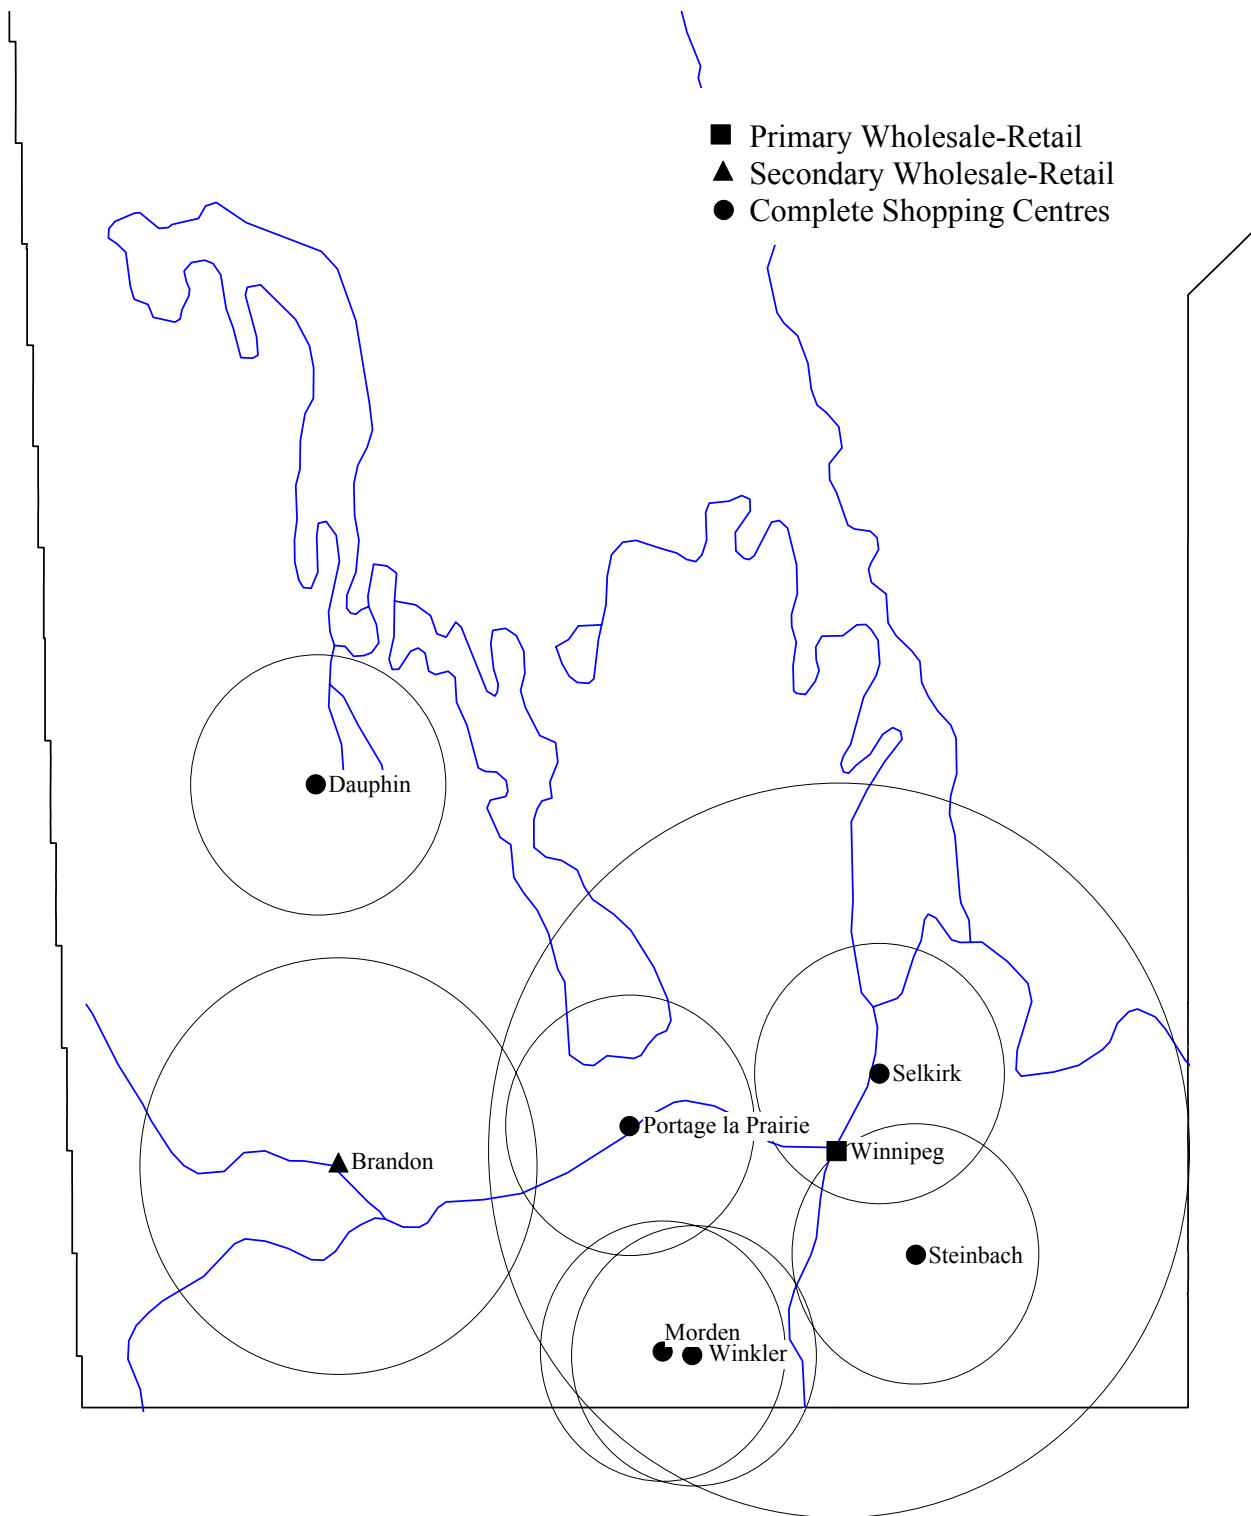 Primary Wholesale-Retail
Secondary Wholesale-Retail
Complete Shopping Centres
Dauphin
Selkirk
Portage la Prairie
Winnipeg
Brandon
Steinbach
Morden
Winkler